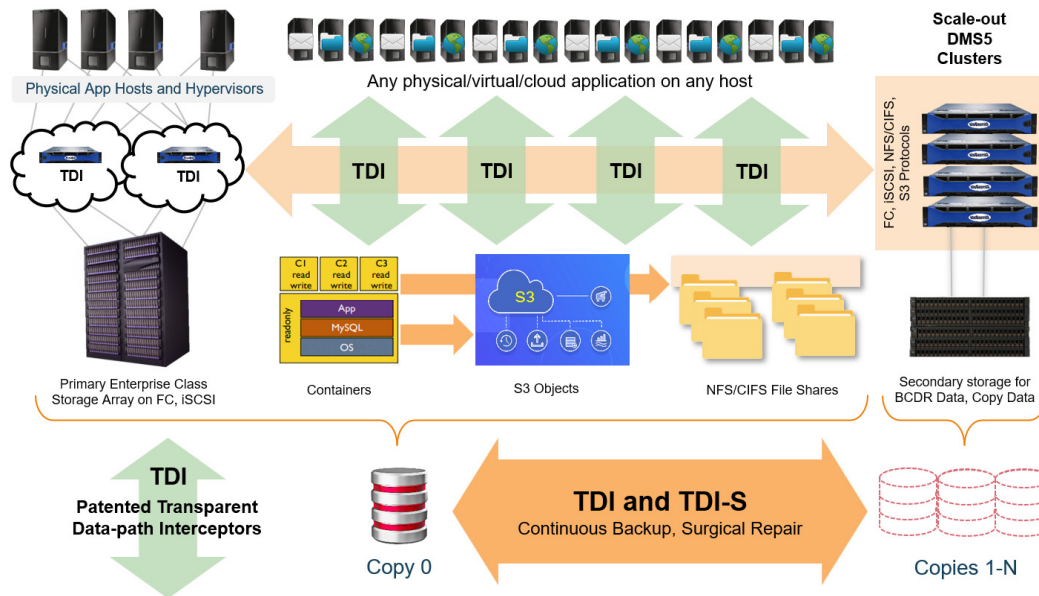 Scale-out
DMS5
Clusters
Physical App Hosts and Hypervisors
Any physical/virtual/cloud application on any host
FC, iSCSI, NFS/CIFS,
S3 Protocols
TDI
TDI
TDI
TDI
TDI
TDI
C1
read
write
C2
read
write
C3
read
write
readonly
App
MySQL
OS
S3
Primary Enterprise Class
Storage Array on FC, iSCSI
Containers
S3 Objects
NFS/CIFS File Shares
Secondary storage for
BCDR Data, Copy Data
TDI
Patented Transparent
Data-path Interceptors
Copy 0
TDI and TDI-S
Continuous Backup, Surgical Repair
Copies 1-N